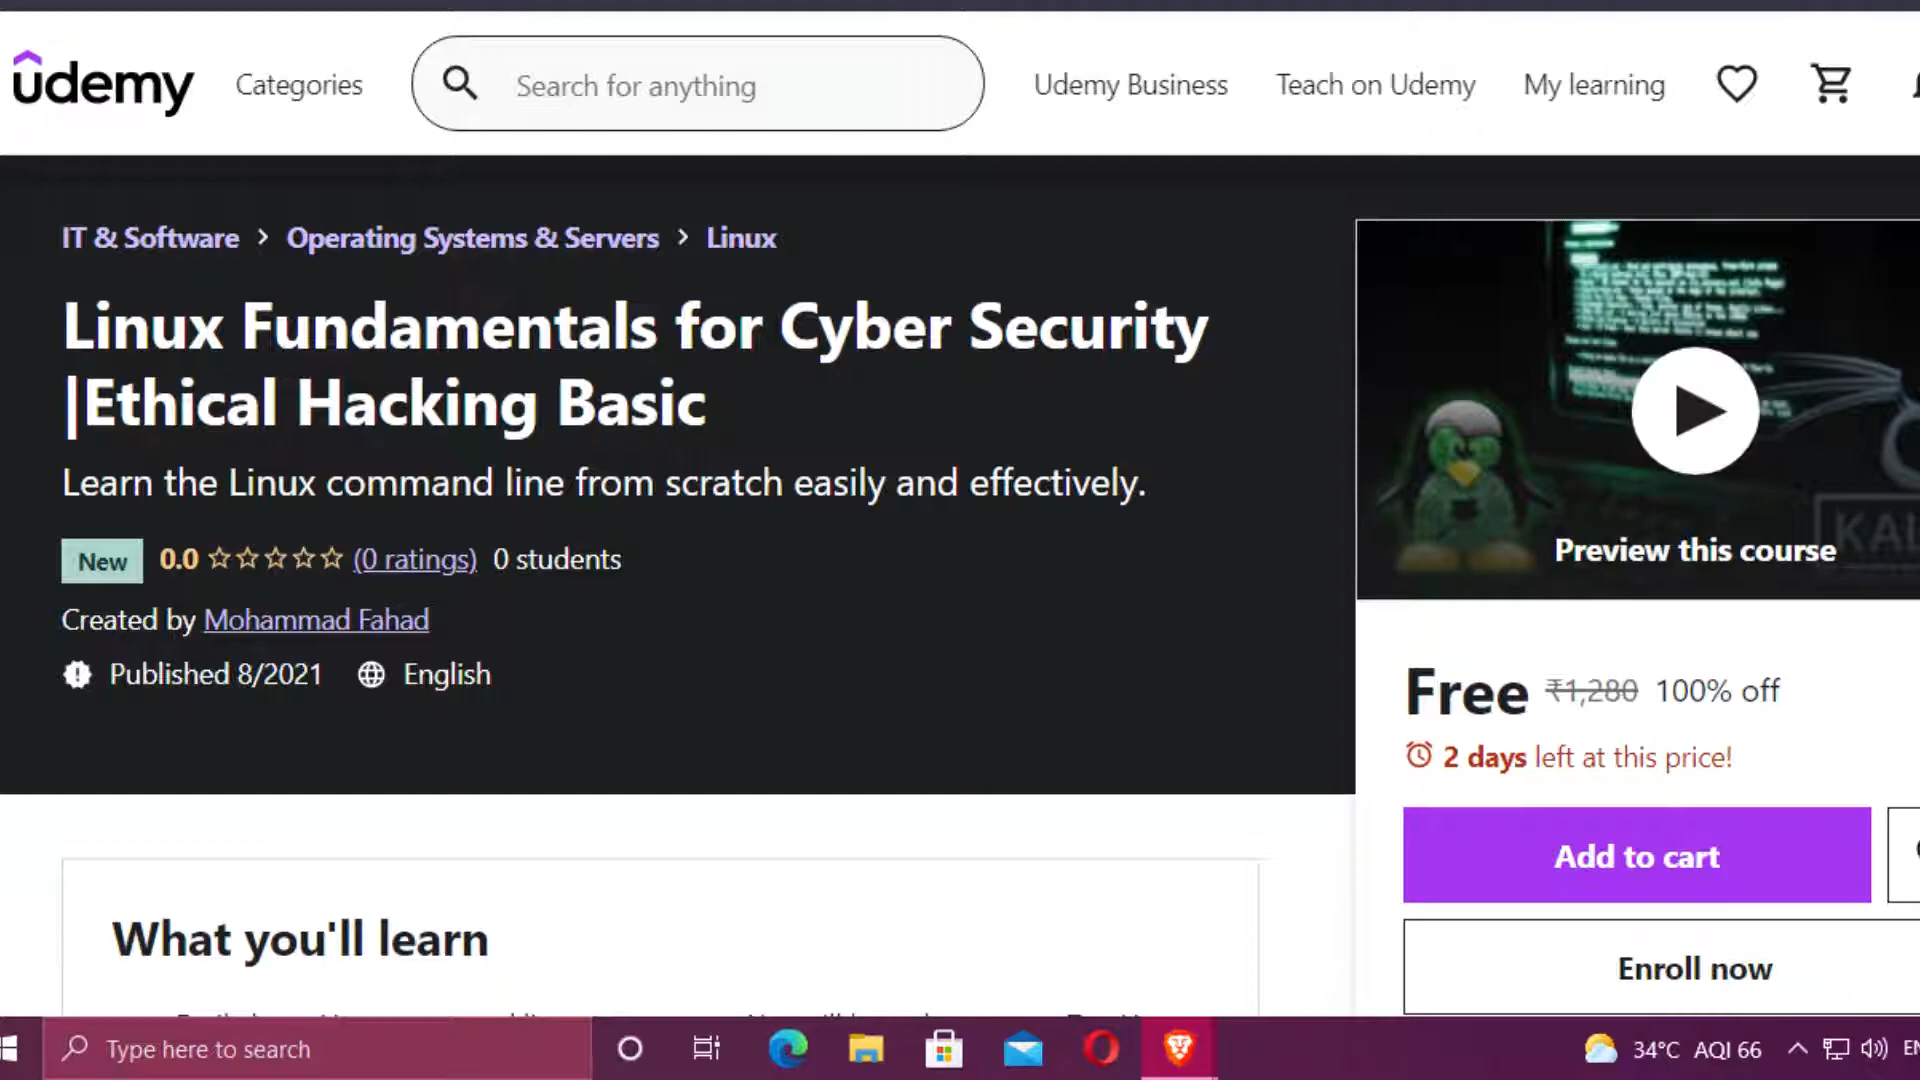 udemy
Categories
Search for anything
Udemy Business
Teach on Udemy
My learning
IT & Software
Operating Systems & Servers
Linux
Linux Fundamentals for Cyber Security
|Ethical Hacking Basic
Learn the Linux command line from scratch easily and effectively.
New 0.0 (0 ratings) 0 students
Created by Mohammad Fahad
Published 8/2021 English
KAL
Preview this course
Free ₹1,280 100% off
2 days left at this price!
Add to cart
Enroll now
What you'll learn
Type here to search
34°C AQI 66